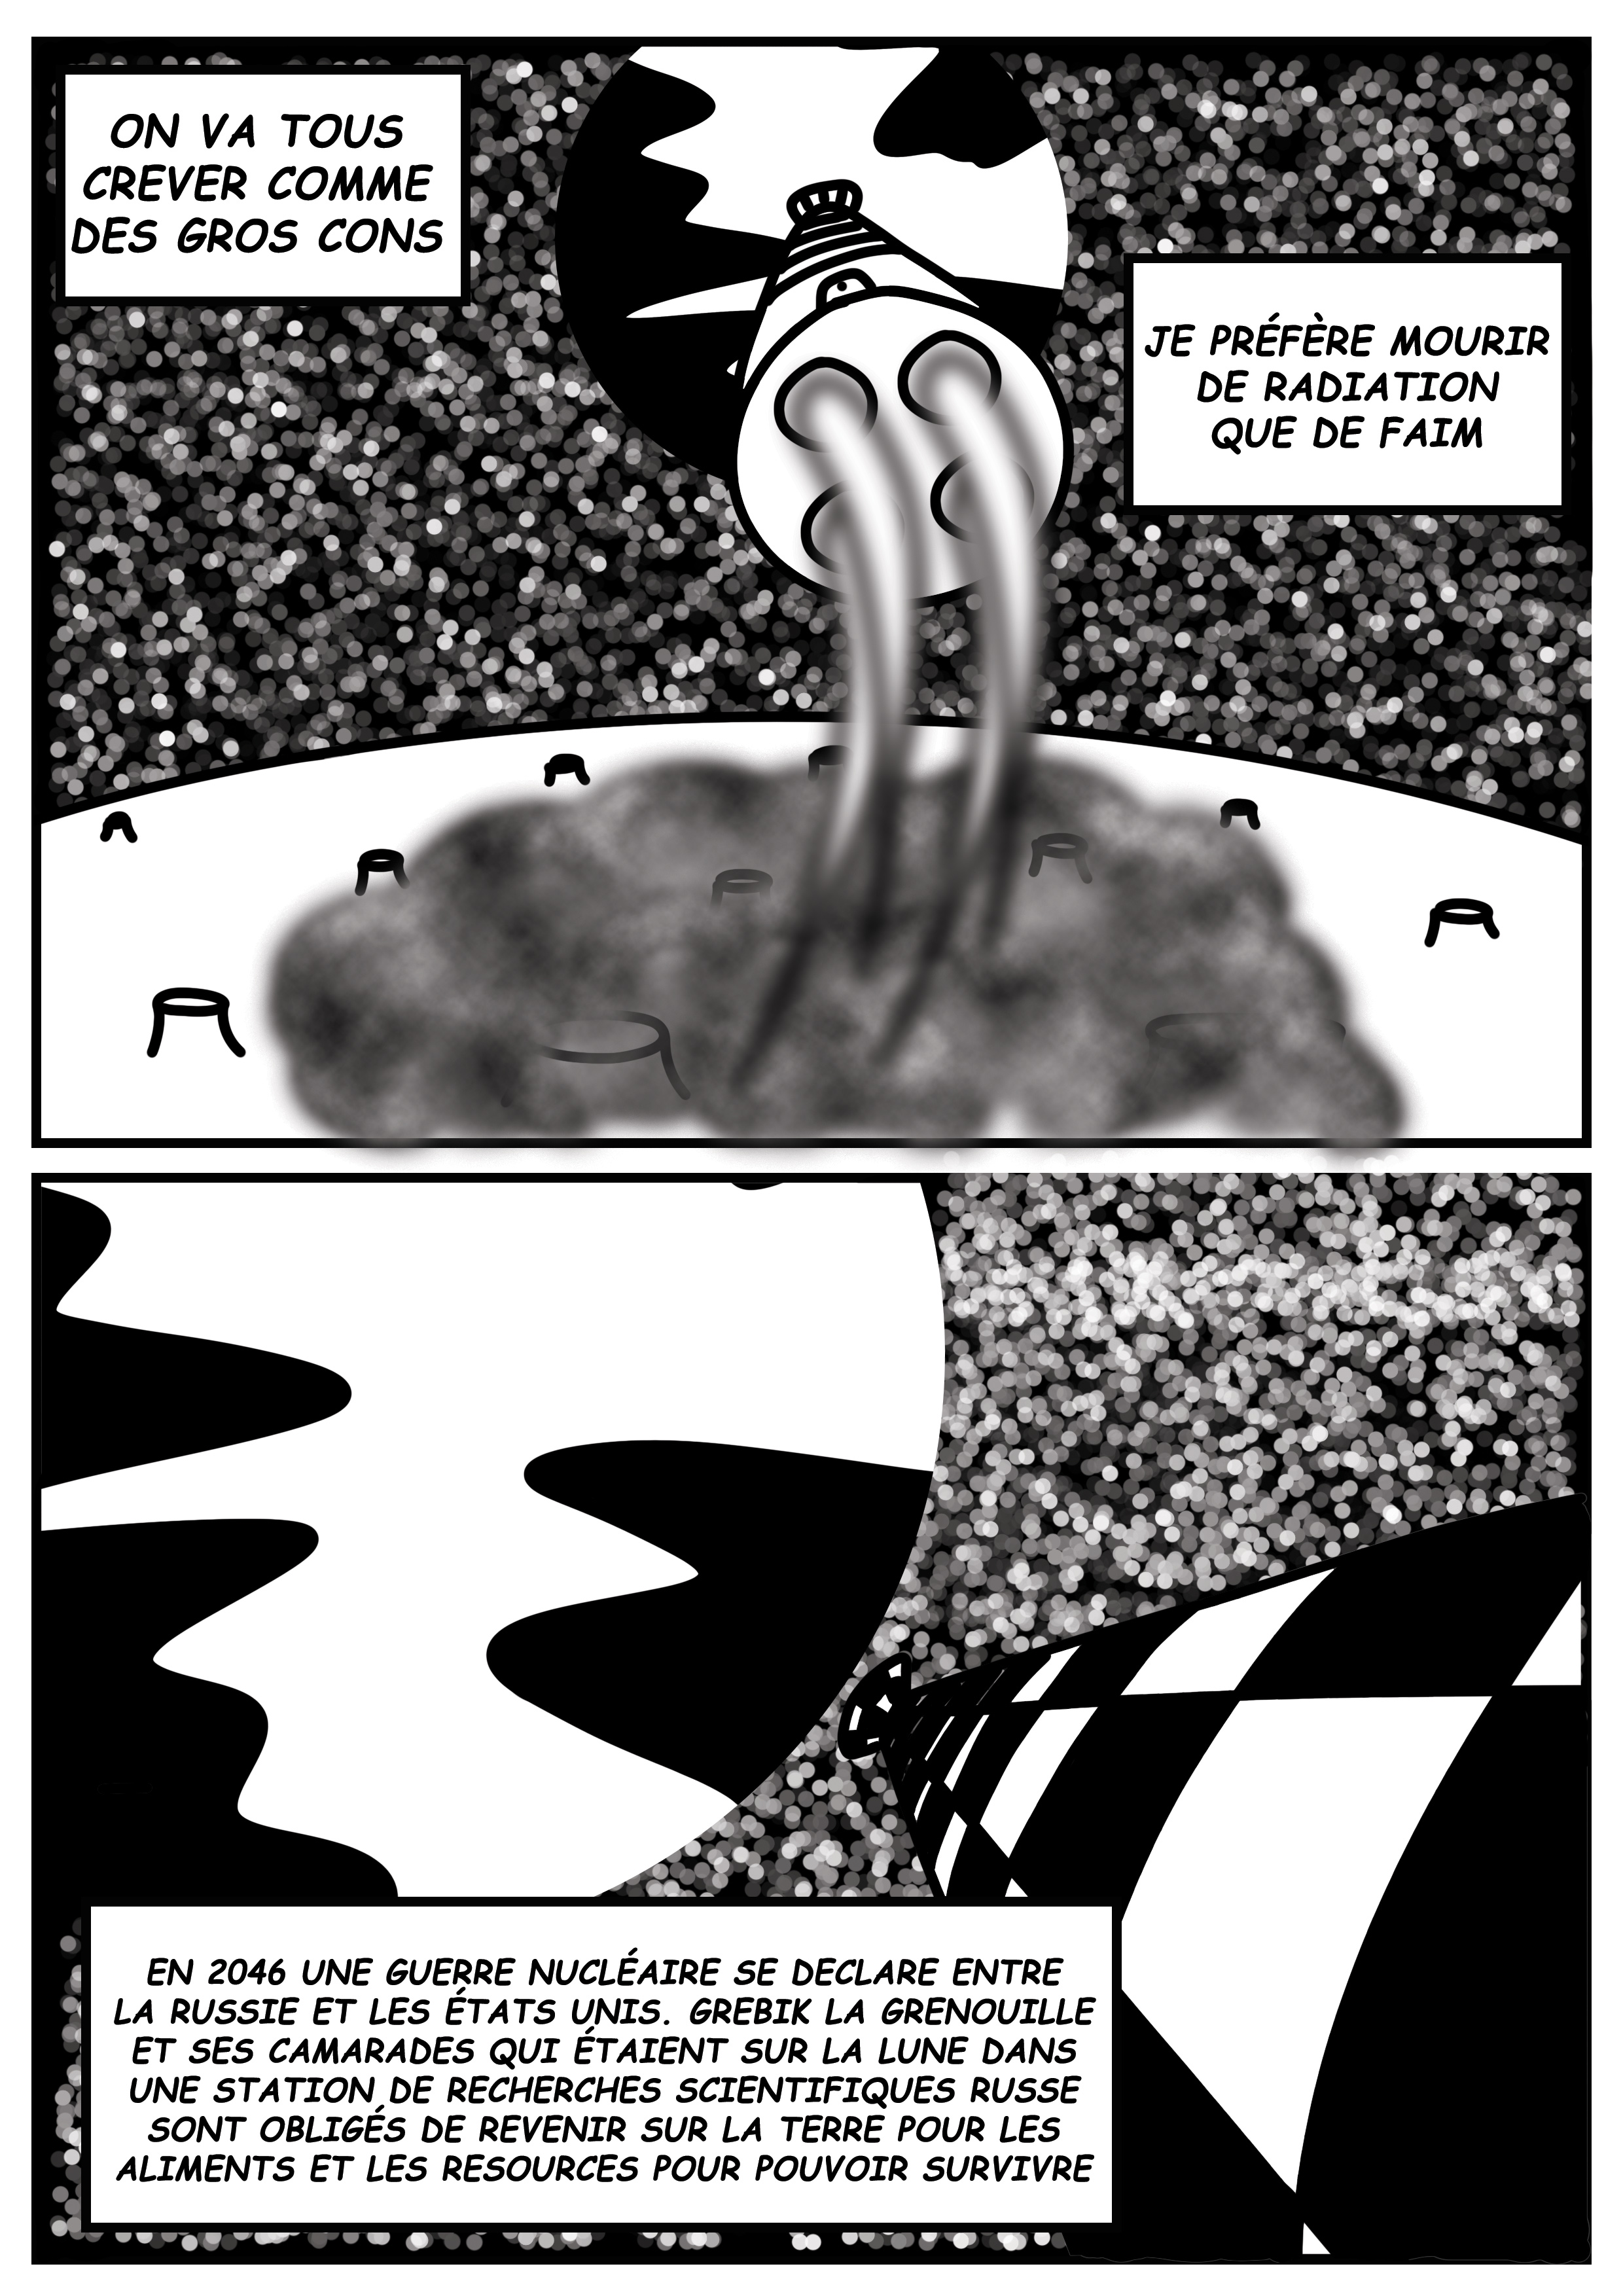 ON VA TOUS
CREVER COMME
DES GROS CONS
JE PRÉFÈRE MOURIR
DE RADIATION
QUE DE FAIM
EN 2046 UNE GUERRE NUCLÉAIRE SE DECLARE ENTRE
LA RUSSIE ET LES ÉTATS UNIS. GREBIK LA GRENOUILLE
ET SES CAMARADES QUI ÉTAIENT SUR LA LUNE DANS
UNE STATION DE RECHERCHES SCIENTIFIQUES RUSSE
SONT OBLIGÉS DE REVENIR SUR LA TERRE POUR LES
ALIMENTS ET LES RESOURCES POUR POUVOIR SURVIVRE